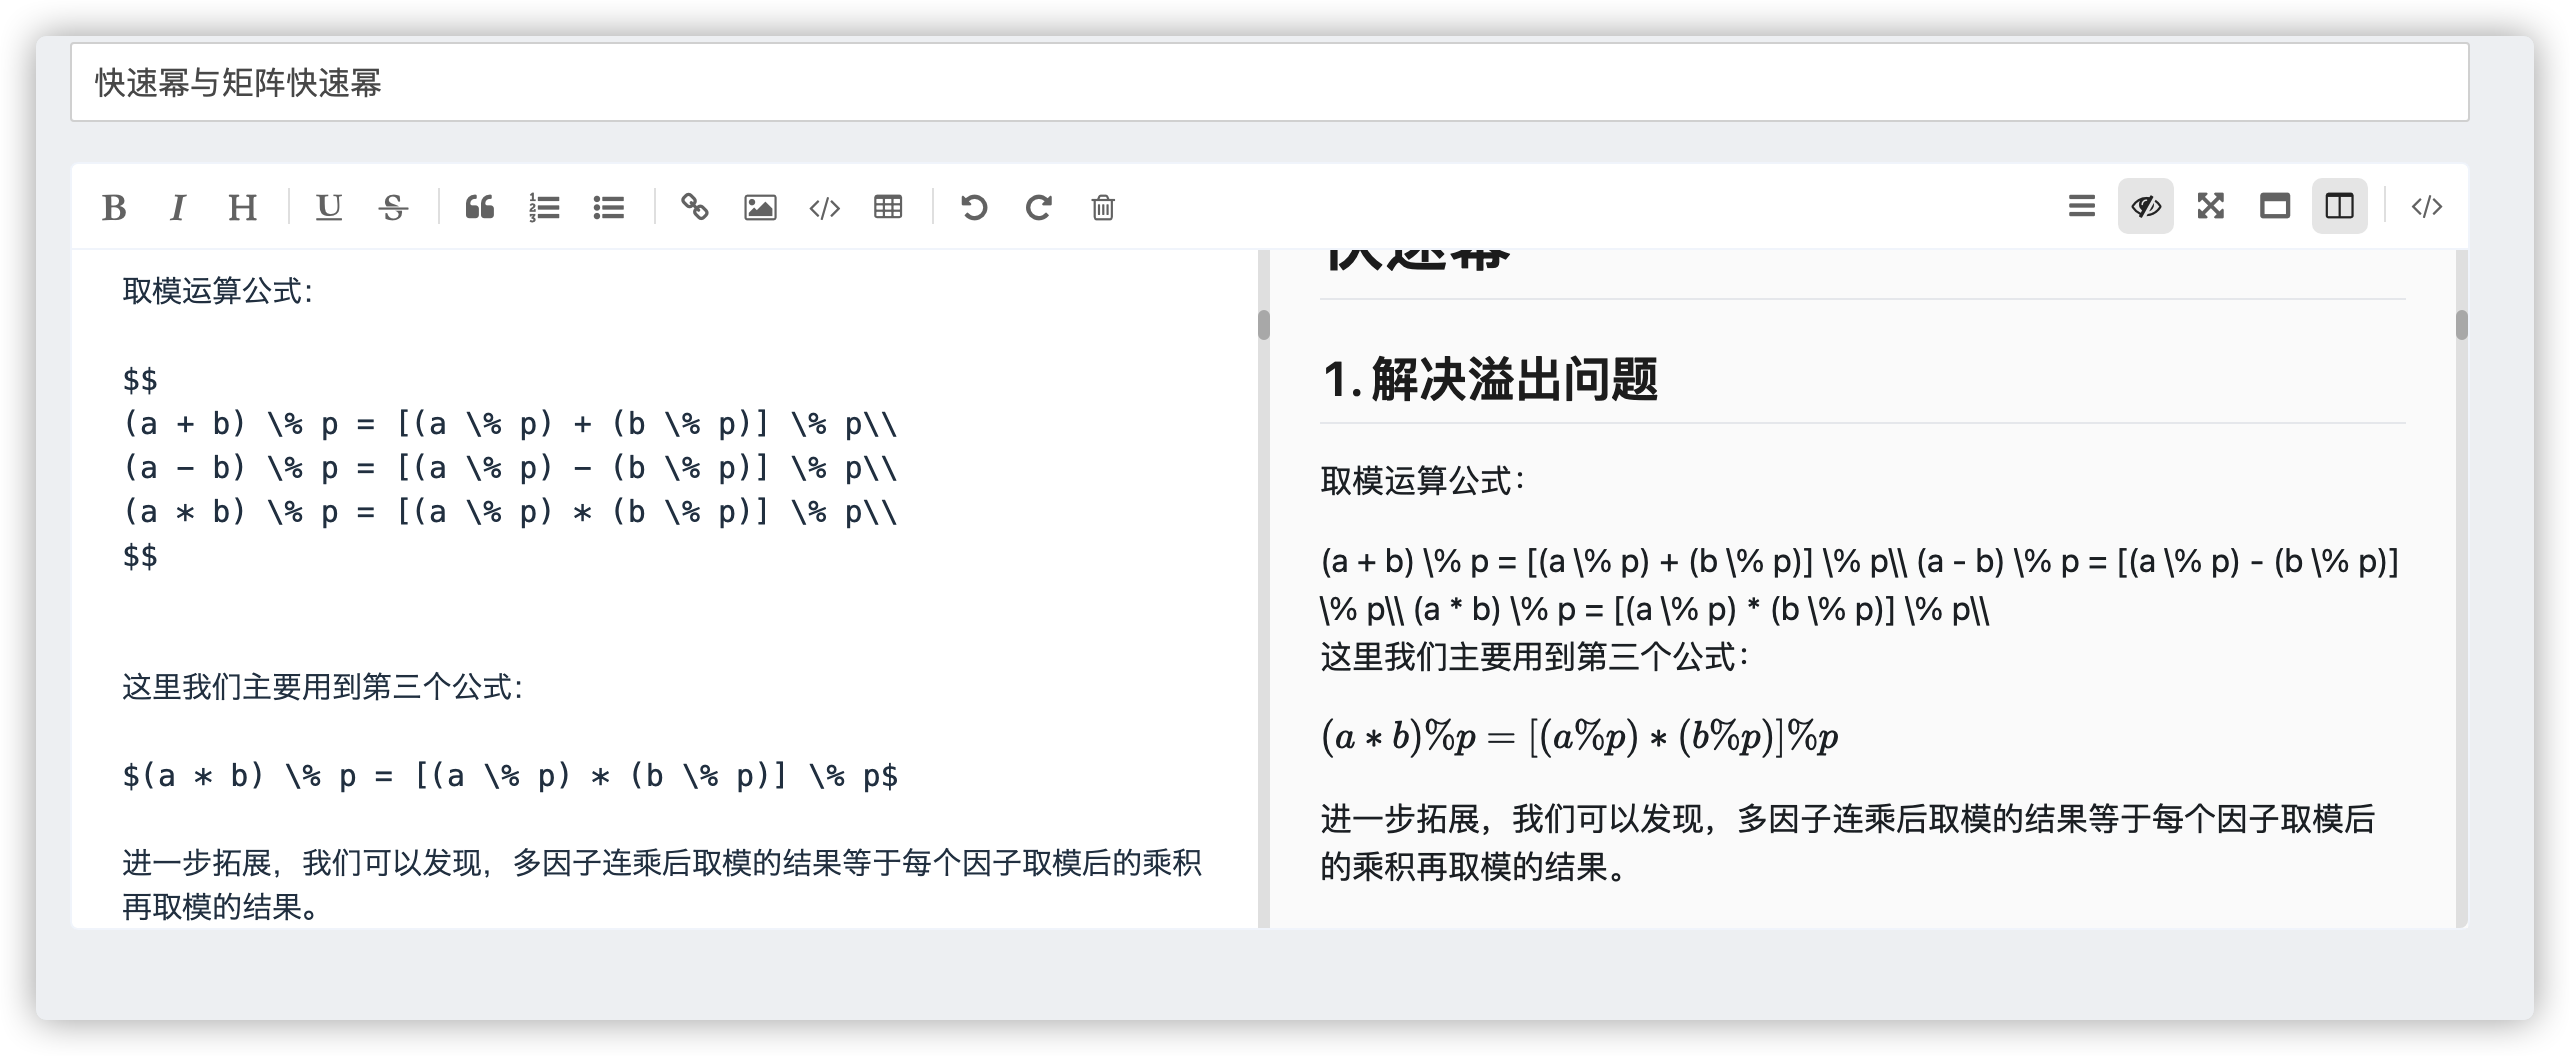 快速幂与矩阵快速幂
B I H U S
取模运算公式：
$$
(a + b) \% p = [(a \% p) + (b \% p)] \% p\\
(a - b) \% p = [(a \% p) - (b \% p)] \% p\\
(a * b) \% p = [(a \% p) * (b \% p)] \% p\\
$$
这里我们主要用到第三个公式：
$(a * b) \% p = [(a \% p) * (b \% p)] \% p$
进一步拓展，我们可以发现，多因子连乘后取模的结果等于每个因子取模后的乘积
再取模的结果。
快速幂
1. 解决溢出问题
取模运算公式：
(a + b) \% p = [(a \% p) + (b \% p)] \% p\\ (a - b) \% p = [(a \% p) - (b \% p)]
\% p\\ (a * b) \% p = [(a \% p) * (b \% p)] \% p\\
这里我们主要用到第三个公式：
(a * b)%p = [(a%p) * (b%p)]%p
进一步拓展，我们可以发现，多因子连乘后取模的结果等于每个因子取模后
的乘积再取模的结果。